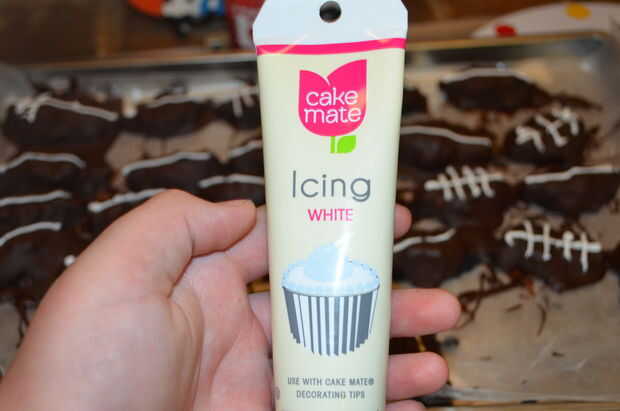 cake
mate
Icing
WHITE
USE WITH CAKE MATE®
DECORATING TIPS